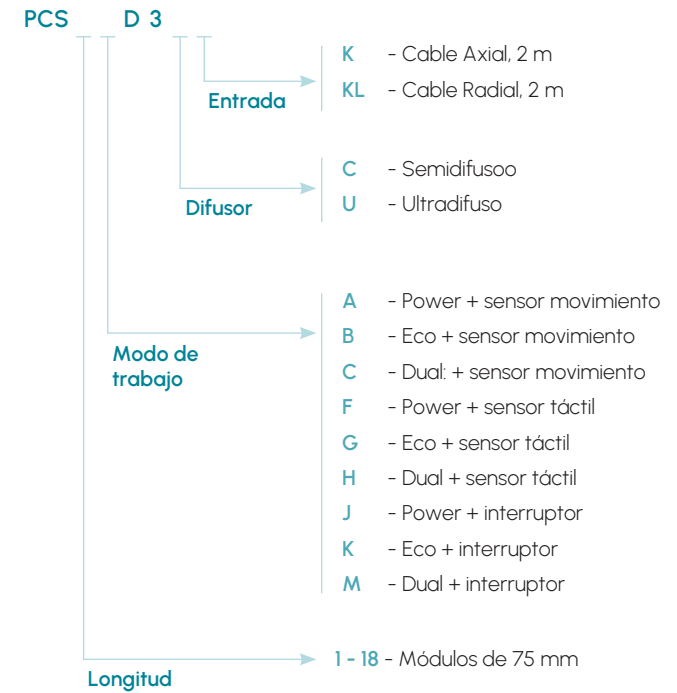 PCS D 3
K - Cable Axial, 2 m
KL - Cable Radial, 2 m
Entrada
C - Semidifusoo
U - Ultradifuso
Difusor
A - Power + sensor movimiento
B - Eco + sensor movimiento
C - Dual: + sensor movimiento
F - Power + sensor táctil
G - Eco + sensor táctil
H - Dual + sensor táctil
J - Power + interruptor
K - Eco + interruptor
M - Dual + interruptor
Modo de
trabajo
1 - 18 - Módulos de 75 mm
Longitud